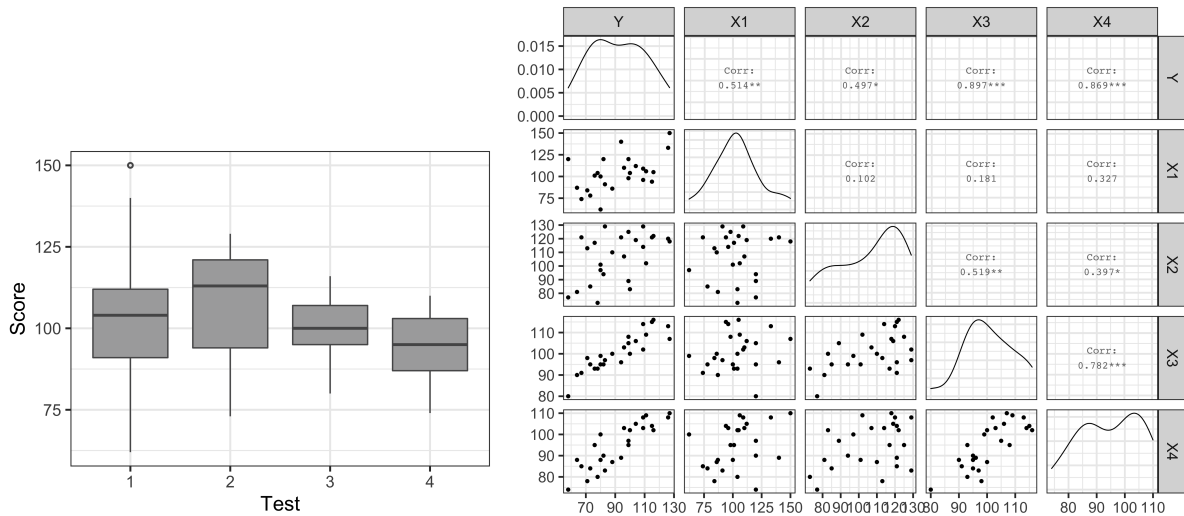 Score
150
125
100
75
1 2 3 4
Test
Y X1 X2 X3 X4
0.015
0.010
0.005
0.000
Corr:
0.514**
Corr:
0.497*
Corr:
0.897***
Corr:
0.869***
Y
150
125
100
75
Corr:
0.102
Corr:
0.181
Corr:
0.327
X1
130
120
110
100
90
80
Corr:
0.519**
Corr:
0.397*
X2
110
100
90
80
Corr:
0.782***
X3
110
100
90
80
X4
70 90 110 130
75 100 125 150
80 90 100 110 120 130
80 90 100 110
80 90 100 110